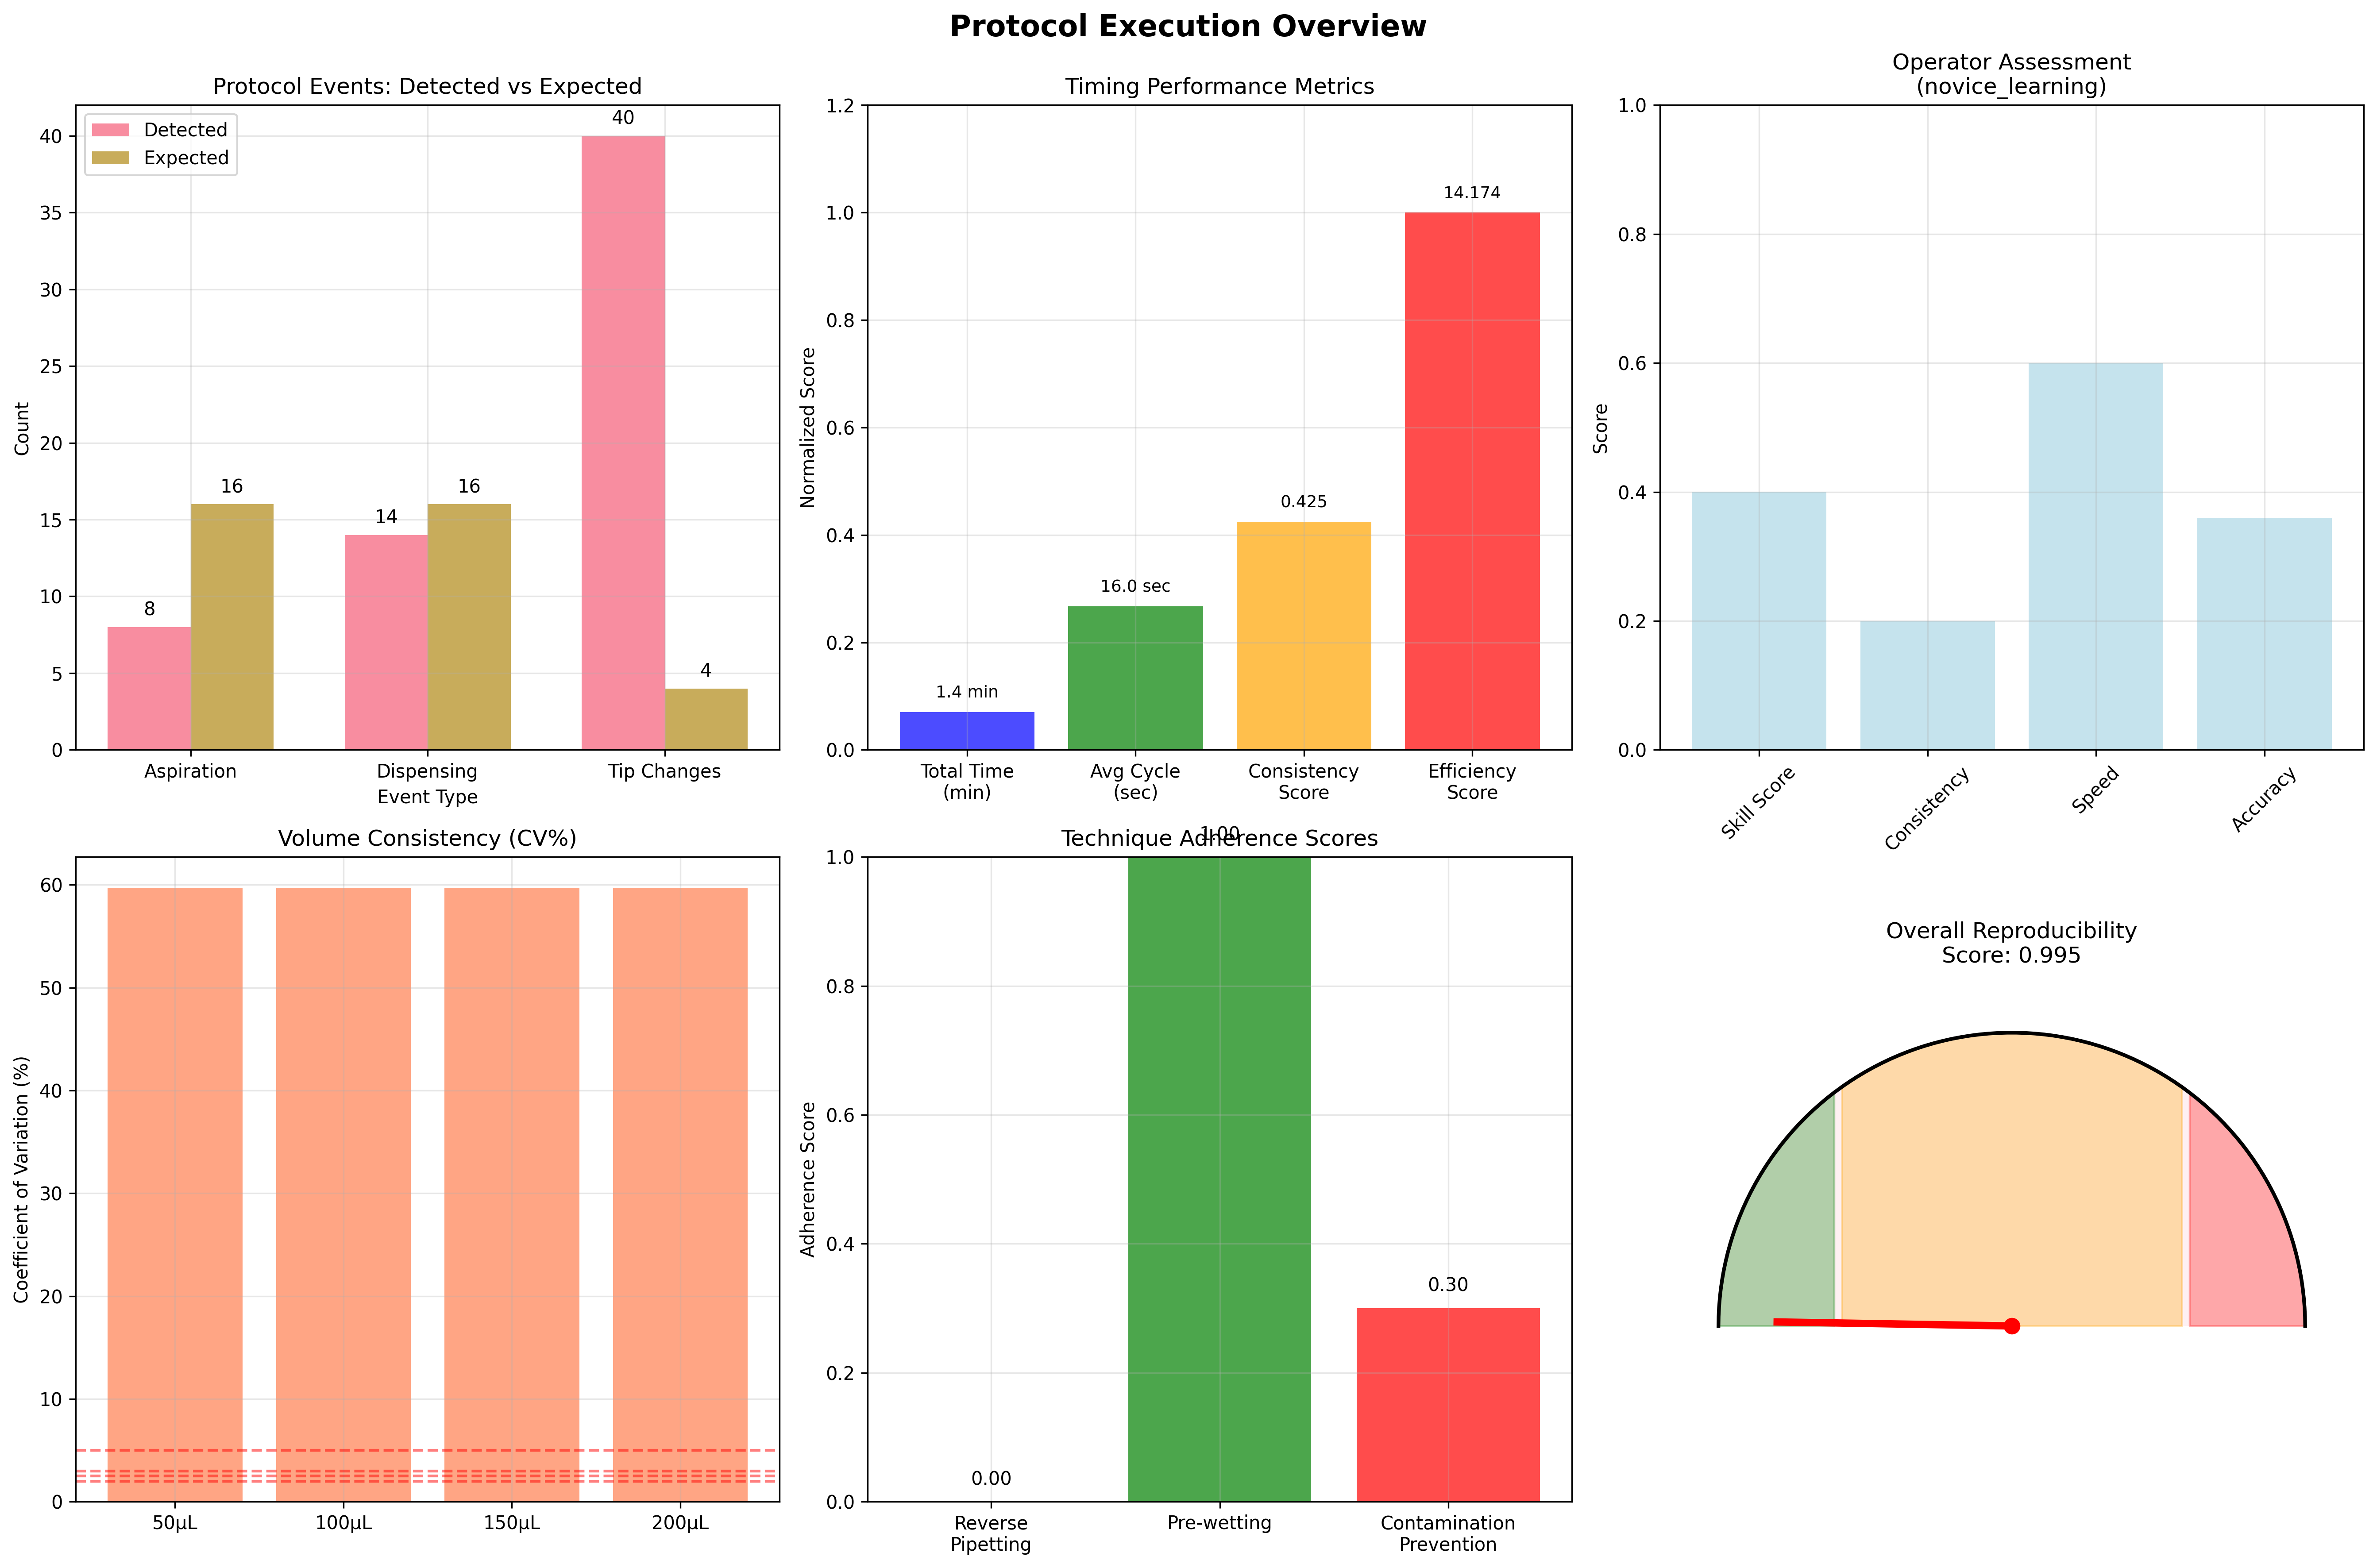 Protocol Execution Overview
Protocol Events: Detected vs Expected
Detected
Expected
Count
40
35
30
25
20
15
10
5
0
8
16
14
16
40
4
Aspiration
Dispensing
Tip Changes
Event Type
Timing Performance Metrics
Normalized Score
1.2
1.0
0.8
0.6
0.4
0.2
0.0
1.4 min
16.0 sec
0.425
14.174
Total Time
(min)
Avg Cycle
(sec)
Consistency
Score
Efficiency
Score
Operator Assessment
(novice_learning)
Score
1.0
0.8
0.6
0.4
0.2
0.0
Skill Score
Consistency
Speed
Accuracy
Volume Consistency (CV%)
Coefficient of Variation (%)
60
50
40
30
20
10
0
50μL
100μL
150μL
200μL
Technique Adherence Scores
1.00
Adherence Score
1.0
0.8
0.6
0.4
0.2
0.0
0.00
0.30
Reverse
Pipetting
Pre-wetting
Contamination
Prevention
Overall Reproducibility
Score: 0.995